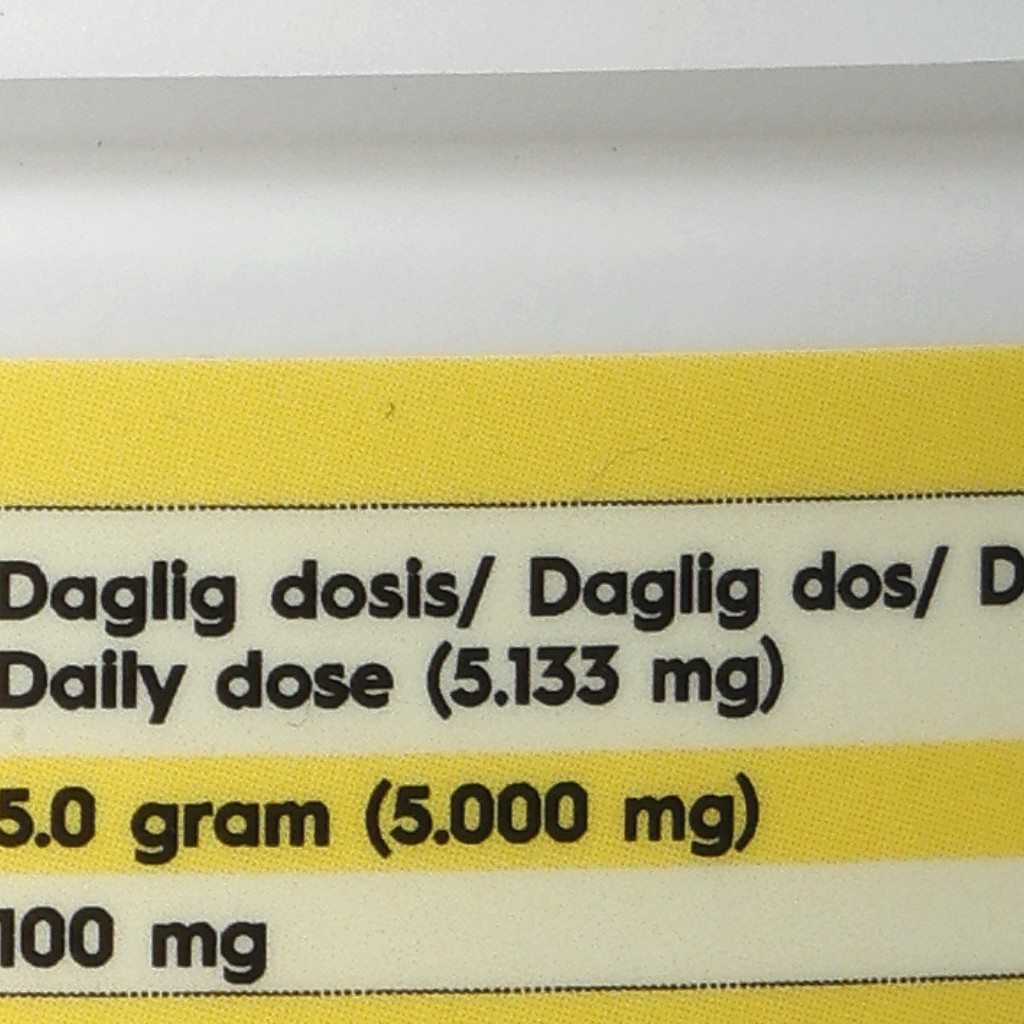 Daglig dosis/ Daglig dos/ D
Daily dose (5.133 mg)
5.0 gram (5.000 mg)
100 mg